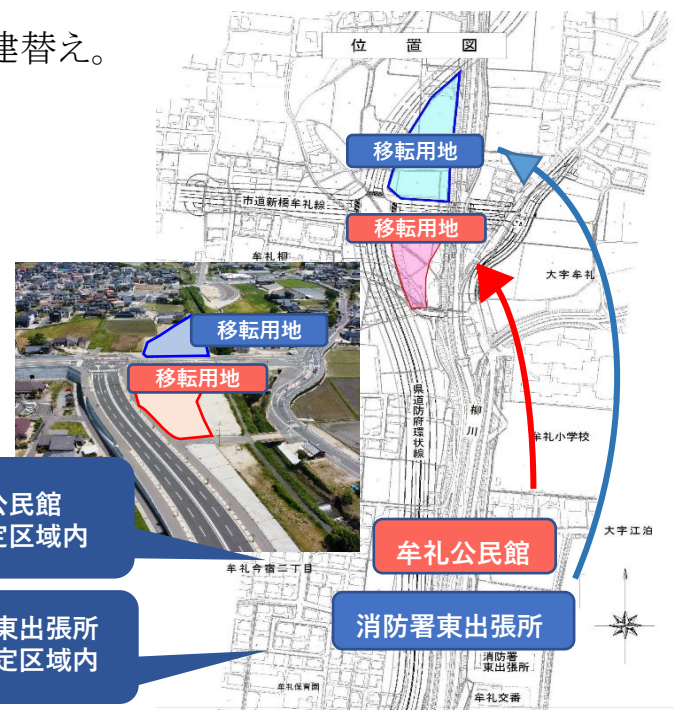 建替え。
位 置 図
移転用地
市道新橋牟礼線
移転用地
牟礼柳
大字牟礼
移転用地
移転用地
県道防府環状線
柳川
牟礼小学校
公民館
定区域内
牟礼公民館
大字江泊
牟礼今宿二丁目
東出張所
定区域内
消防署東出張所
消防署
東出張所
牟礼保育園
牟礼交番